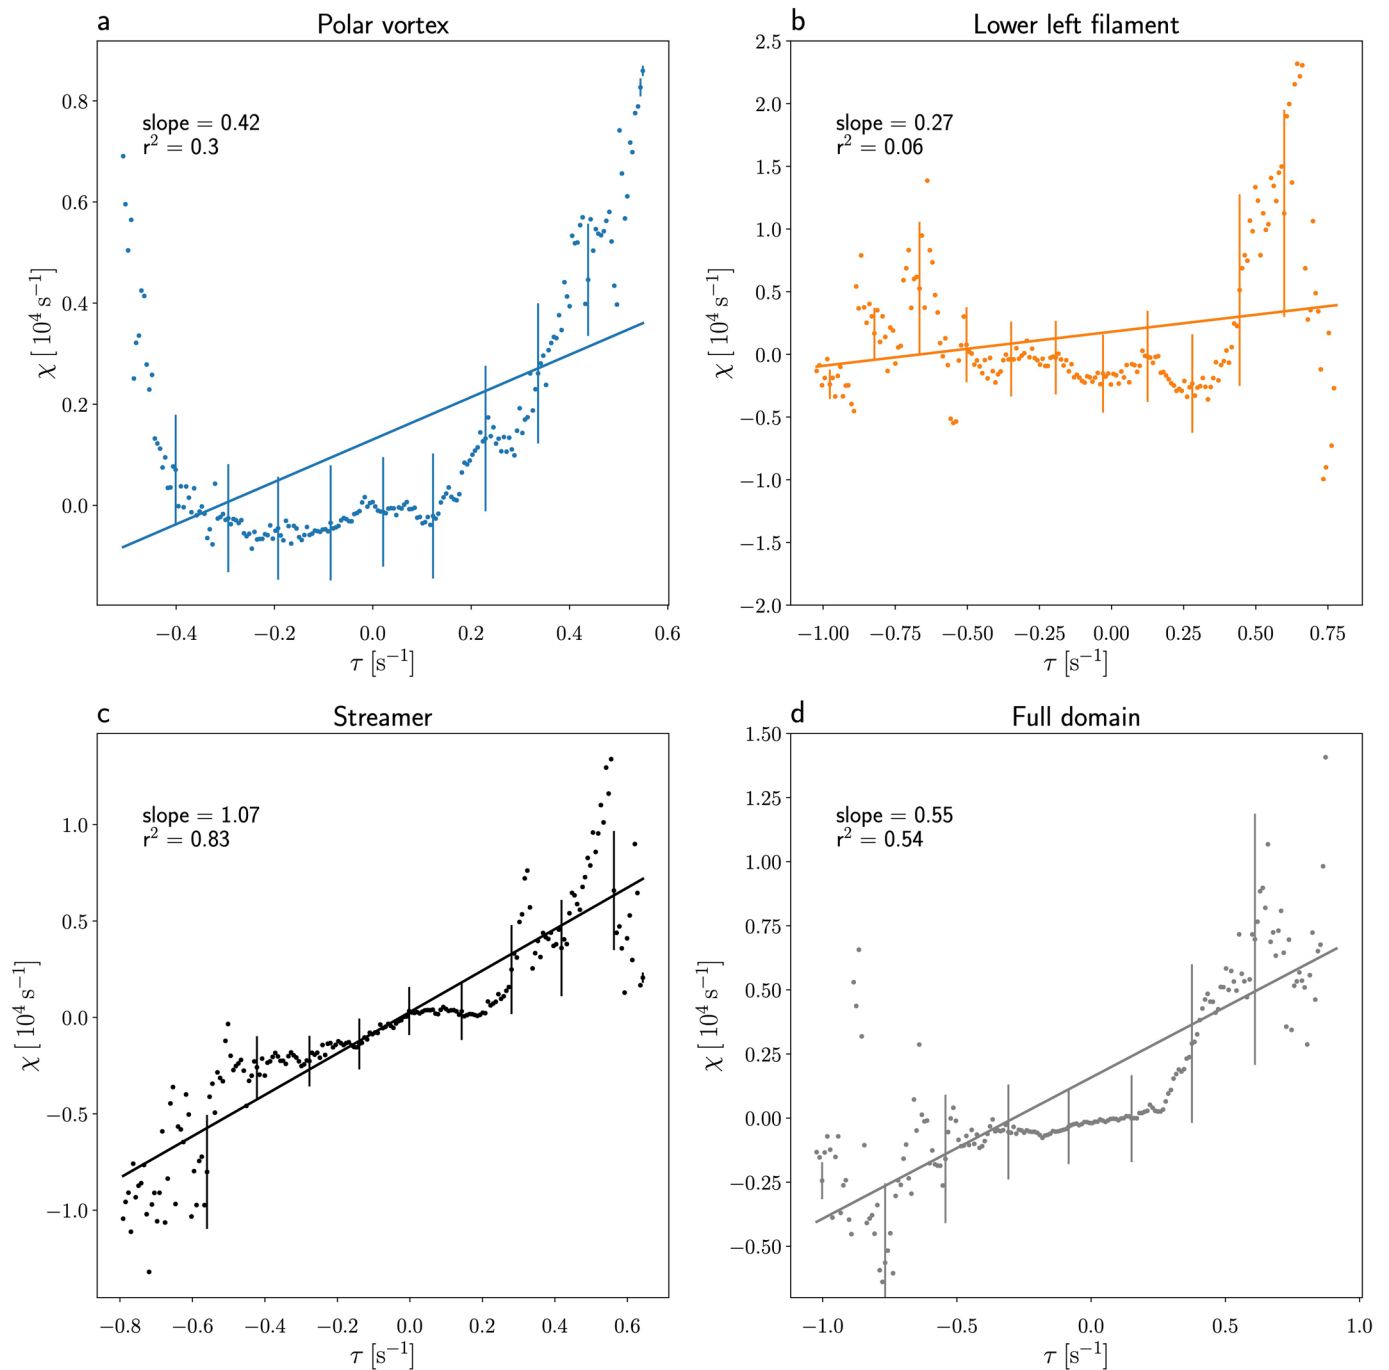 a
Polar vortex
slope = 0.42
r² = 0.3
0.8
0.6
0.4
0.2
0.0
χ [10⁴ s⁻¹]
−0.4 −0.2 0.0 0.2 0.4 0.6
τ [s⁻¹]
b
Lower left filament
slope = 0.27
r² = 0.06
2.5
2.0
1.5
1.0
0.5
0.0
−0.5
−1.0
−1.5
−2.0
χ [10⁴ s⁻¹]
−1.00 −0.75 −0.50 −0.25 0.00 0.25 0.50 0.75
τ [s⁻¹]
c
Streamer
slope = 1.07
r² = 0.83
1.0
0.5
0.0
−0.5
−1.0
χ [10⁴ s⁻¹]
−0.8 −0.6 −0.4 −0.2 0.0 0.2 0.4 0.6
τ [s⁻¹]
d
Full domain
slope = 0.55
r² = 0.54
1.50
1.25
1.00
0.75
0.50
0.25
0.00
−0.25
−0.50
χ [10⁴ s⁻¹]
−1.0 −0.5 0.0 0.5 1.0
τ [s⁻¹]